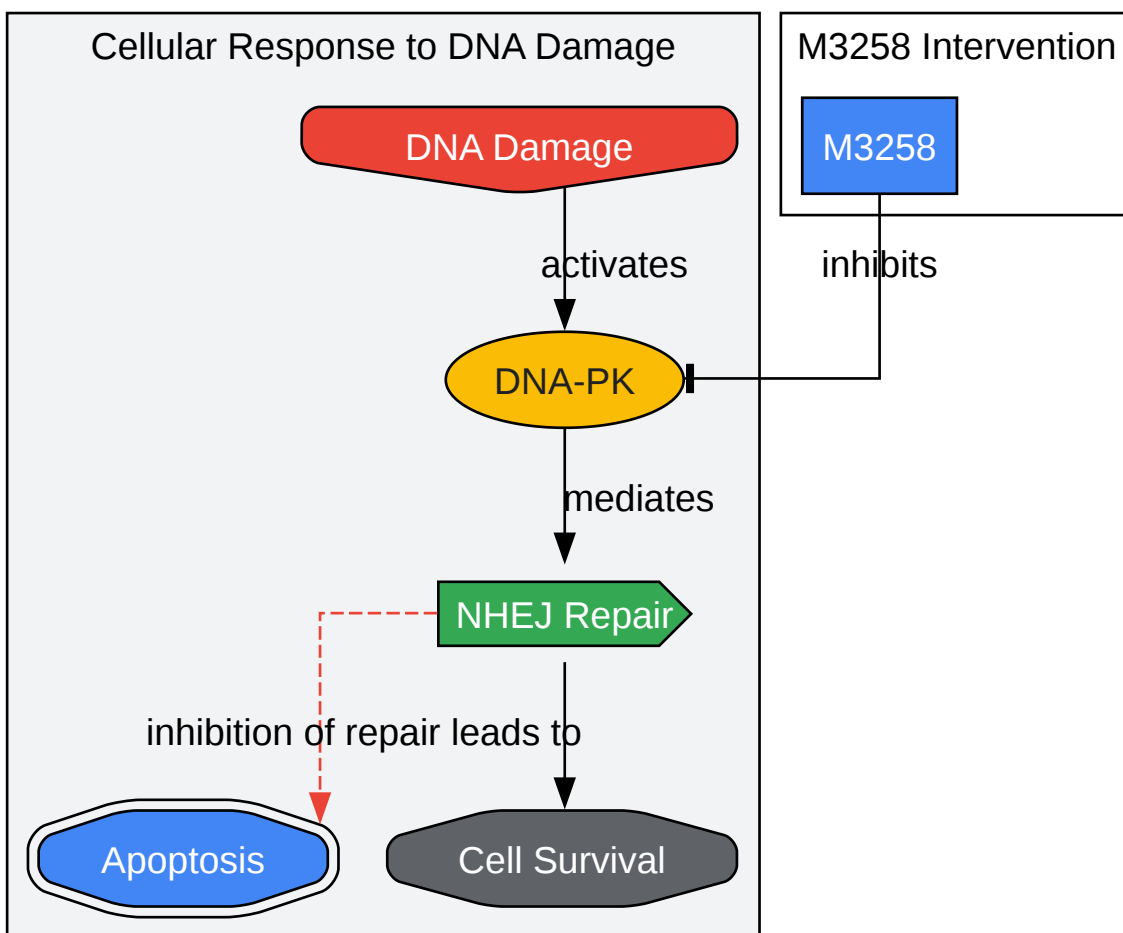 Cellular Response to DNA Damage
M3258 Intervention
DNA Damage
M3258
activates
inhibits
DNA-PK
mediates
NHEJ Repair
inhibition of repair leads to
Apoptosis
Cell Survival